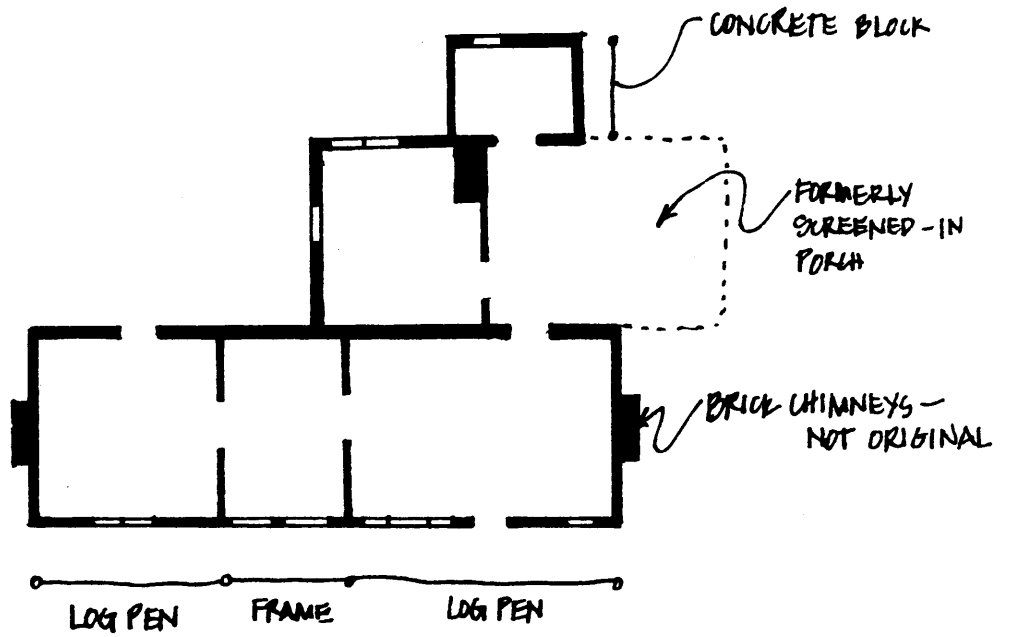 CONCRETE BLOCK
FORMERLY
SCREENED-IN
PORCH
BRICK CHIMNEYS—
NOT ORIGINAL
LOG PEN
FRAME
LOG PEN